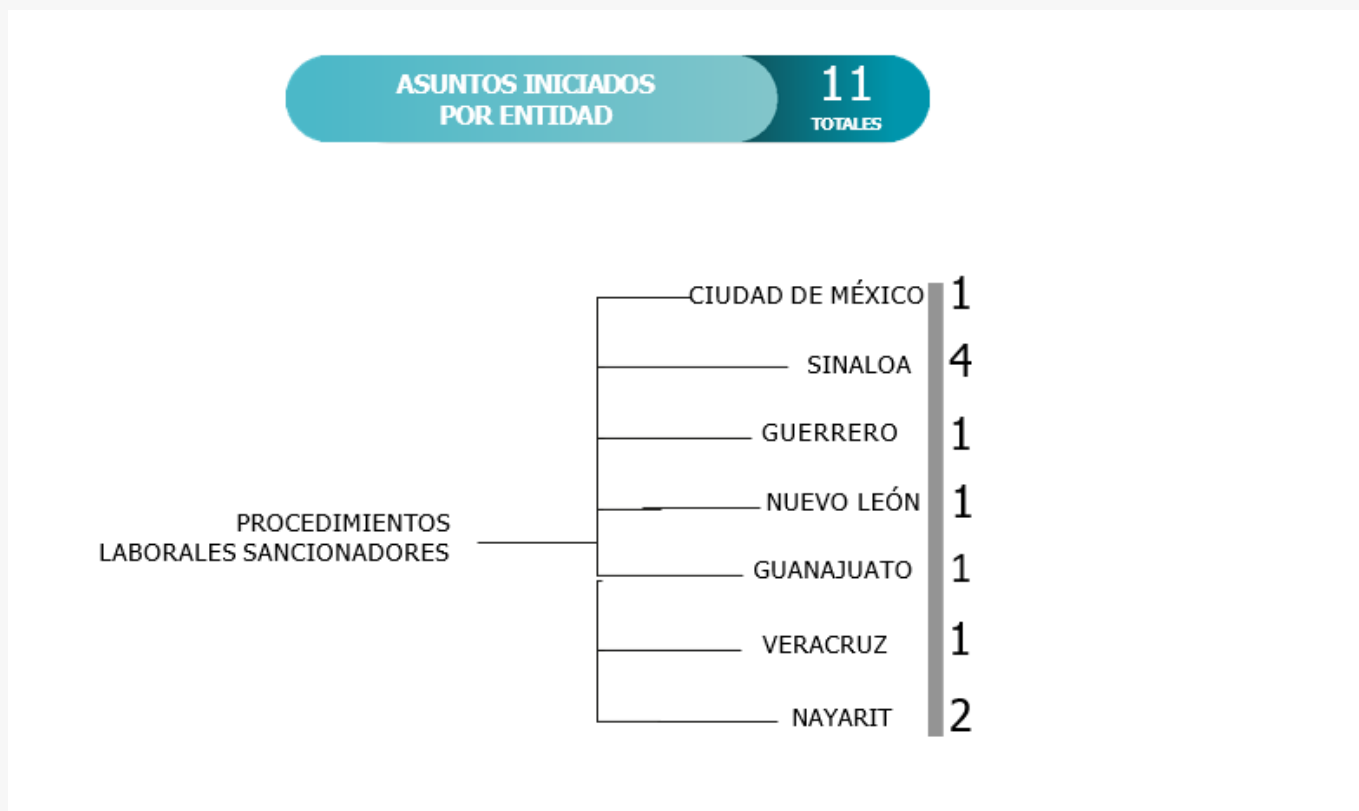 ASUNTOS INICIADOS
POR ENTIDAD
11
TOTALES
CIUDAD DE MÉXICO 1
SINALOA 4
GUERRERO 1
NUEVO LEÓN 1
PROCEDIMIENTOS
LABORALES SANCIONADORES
GUANAJUATO 1
VERACRUZ 1
NAYARIT 2